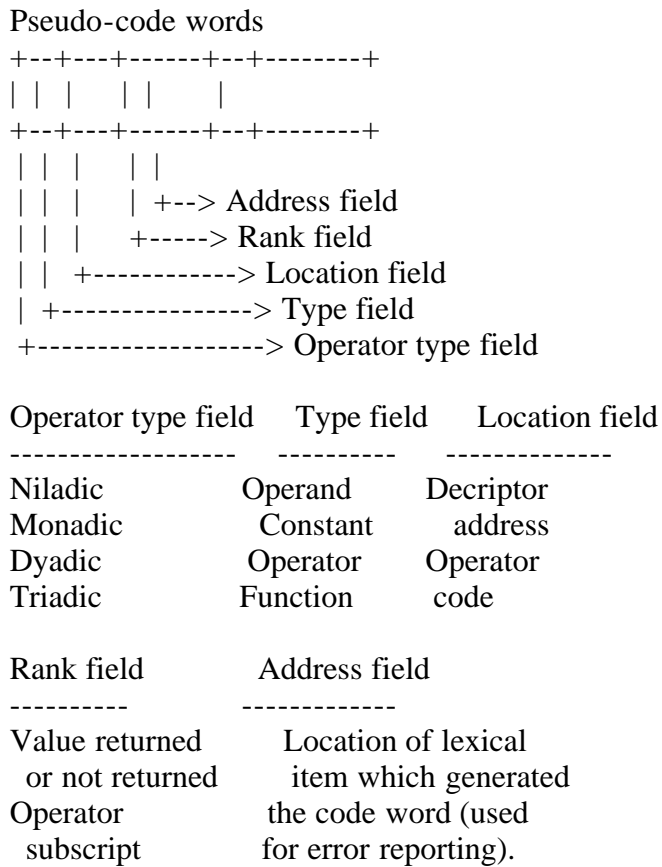 Pseudo-code words
+--+---+------+--+--------+
| | |    | |      |
+--+---+------+--+--------+
| | |    | |
| | |    | +--> Address field
| | |    +-----> Rank field
| | +------------> Location field
| +----------------> Type field
+-------------------> Operator type field

Operator type field    Type field    Location field
-------------------    ----------    --------------
Niladic    Operand    Decriptor
Monadic    Constant    address
Dyadic    Operator    Operator
Triadic    Function    code

Rank field    Address field
----------    -------------
Value returned    Location of lexical
or not returned    item which generated
Operator    the code word (used
subscript    for error reporting).